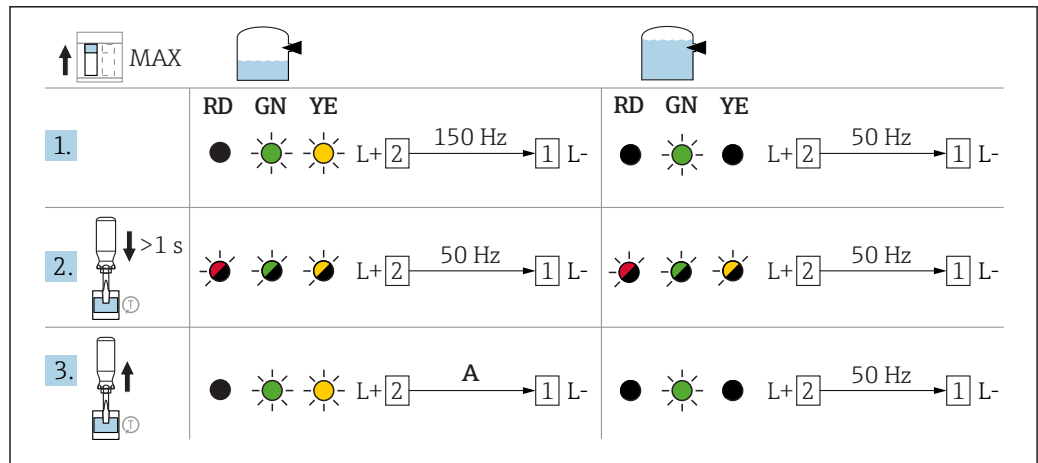 MAX
RD GN YE RD GN YE
1. L+ 2 150 Hz 1 L- L+ 2 50 Hz 1 L-
2. >1 s L+ 2 50 Hz 1 L- L+ 2 50 Hz 1 L-
T
3. L+ 2 A 1 L- L+ 2 50 Hz 1 L-
T